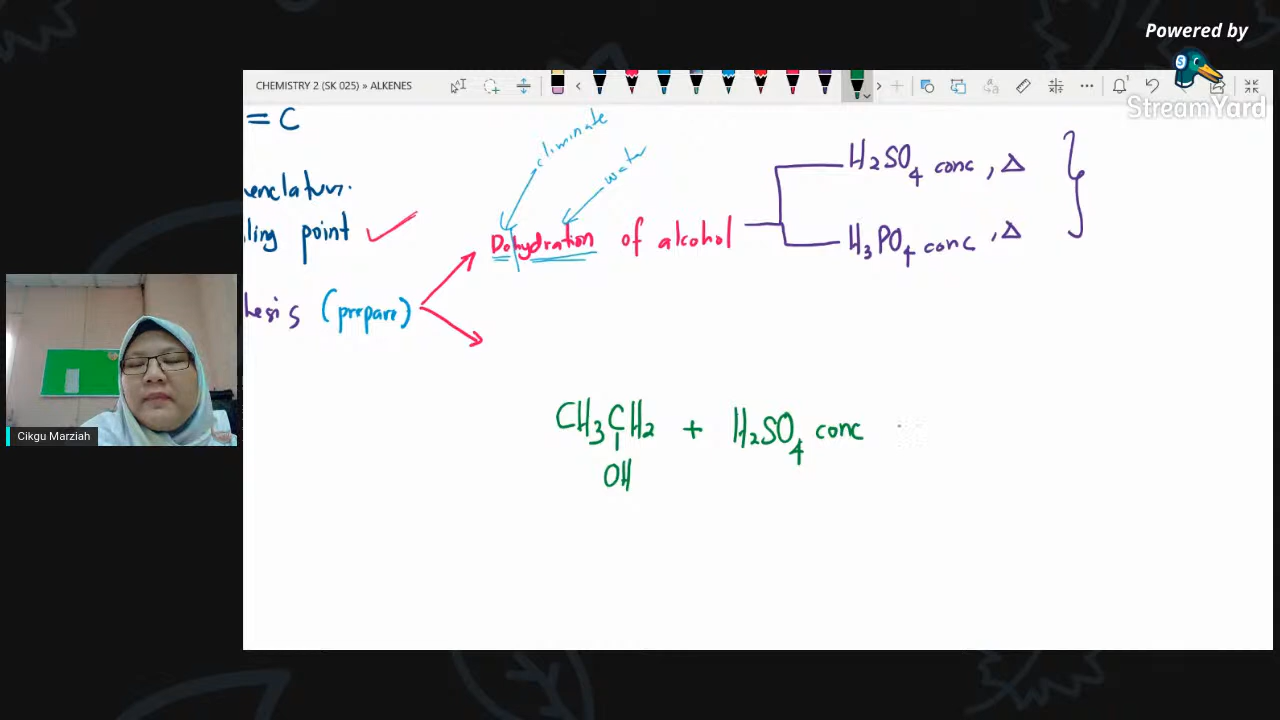 Powered by
StreamYard
CHEMISTRY 2 (SK 025) » ALKENES
= C
eliminate
water
enclatur.
ling point
Dehydration of alcohol
H2SO4 conc, Δ
H3PO4 conc, Δ
hesis (prepare)
CH3CH2 + H2SO4 conc
OH
Cikgu Marziah